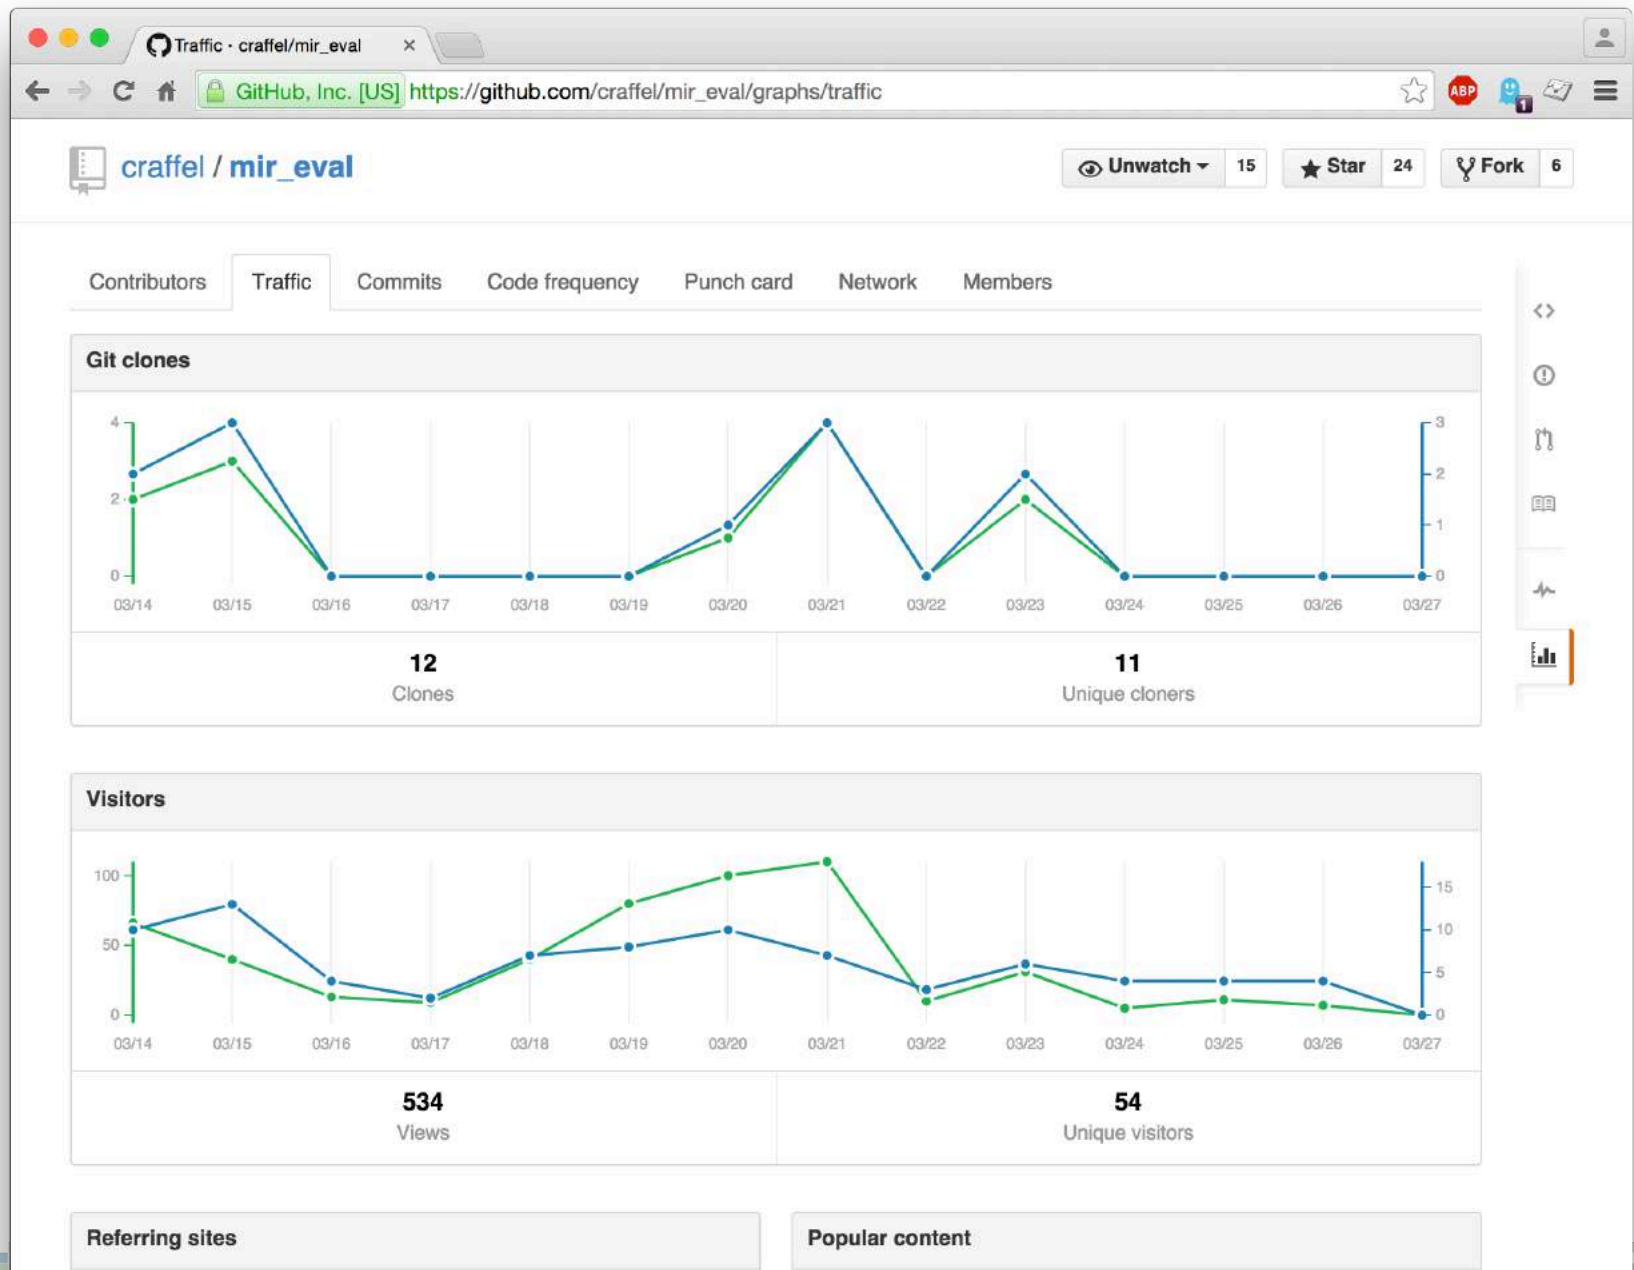 Traffic · craffel/mir_eval ×
GitHub, Inc. [US] https://github.com/craffel/mir_eval/graphs/traffic
ABP
1
craffel / mir_eval
Unwatch 15 Star 24 Fork 6
Contributors Traffic Commits Code frequency Punch card Network Members
Git clones
4 3
2
2
1
0 0
03/14 03/15 03/16 03/17 03/18 03/19 03/20 03/21 03/22 03/23 03/24 03/25 03/26 03/27
12 11
Clones Unique cloners
Visitors
100
15
50 10
5
0 0
03/14 03/15 03/16 03/17 03/18 03/19 03/20 03/21 03/22 03/23 03/24 03/25 03/26 03/27
534 54
Views Unique visitors
Referring sites Popular content